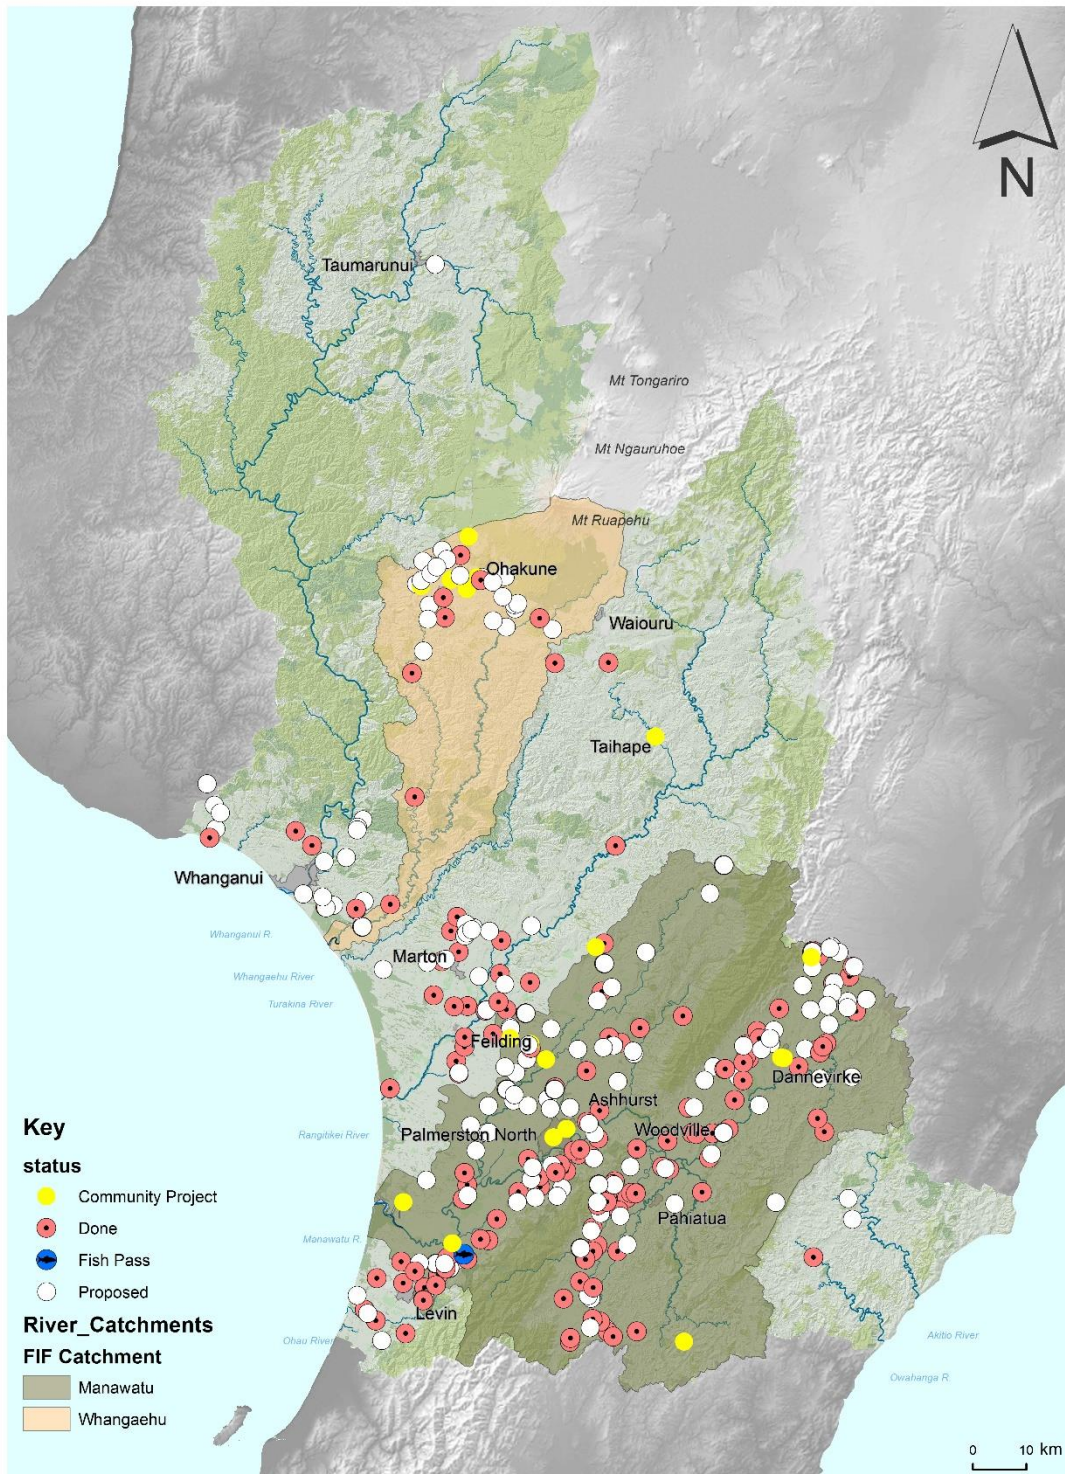 N
Taumarunui
Mt Tongariro
Mt Ngauruhoe
Mt Ruapehu
Ohakune
Waiouru
Taihape
Whanganui
Whanganui R.
Marton
Whangaehu River
Turakina River
Feilding
Dannevirke
Ashhurst
Rangitikei River
Palmerston North
Woodville
Pahiatua
Manawatu R.
Levin
Ohau River
Akitio River
Owahanga R.
Key
status
Community Project
Done
Fish Pass
Proposed
River_Catchments
FIF Catchment
Manawatu
Whangaehu
0 10 km